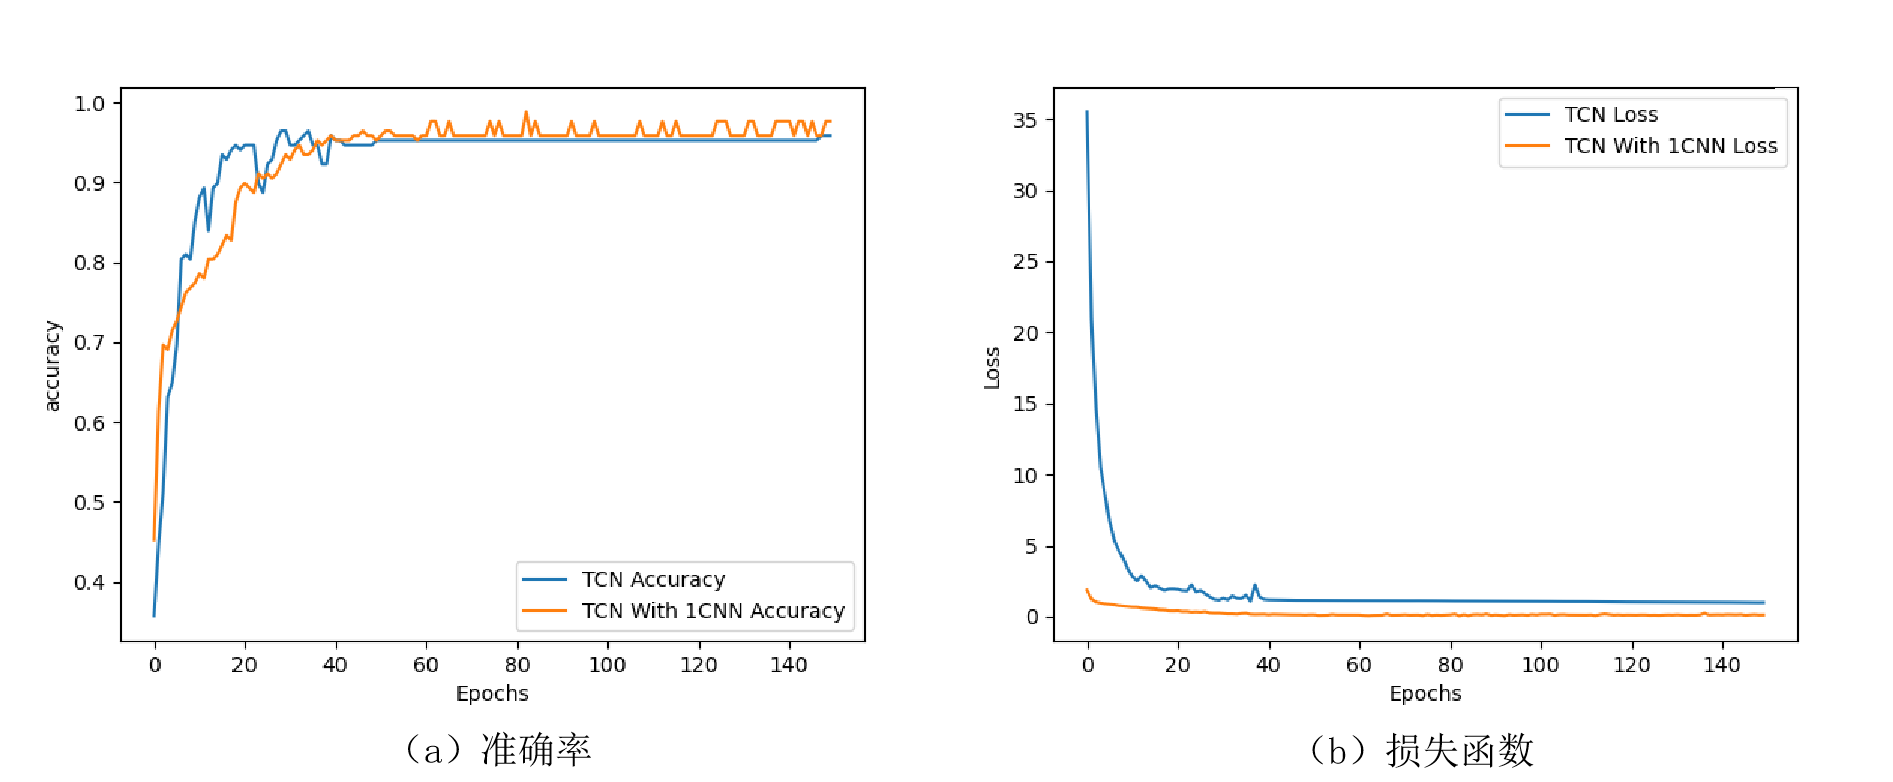 1.0
0.9
0.8
0.7
0.6
0.5
0.4
accuracy
TCN Accuracy
TCN With 1CNN Accuracy
0 20 40 60 80 100 120 140
Epochs
(a)准确率
35
30
25
20
15
10
5
0
Loss
TCN Loss
TCN With 1CNN Loss
0 20 40 60 80 100 120 140
Epochs
(b)损失函数